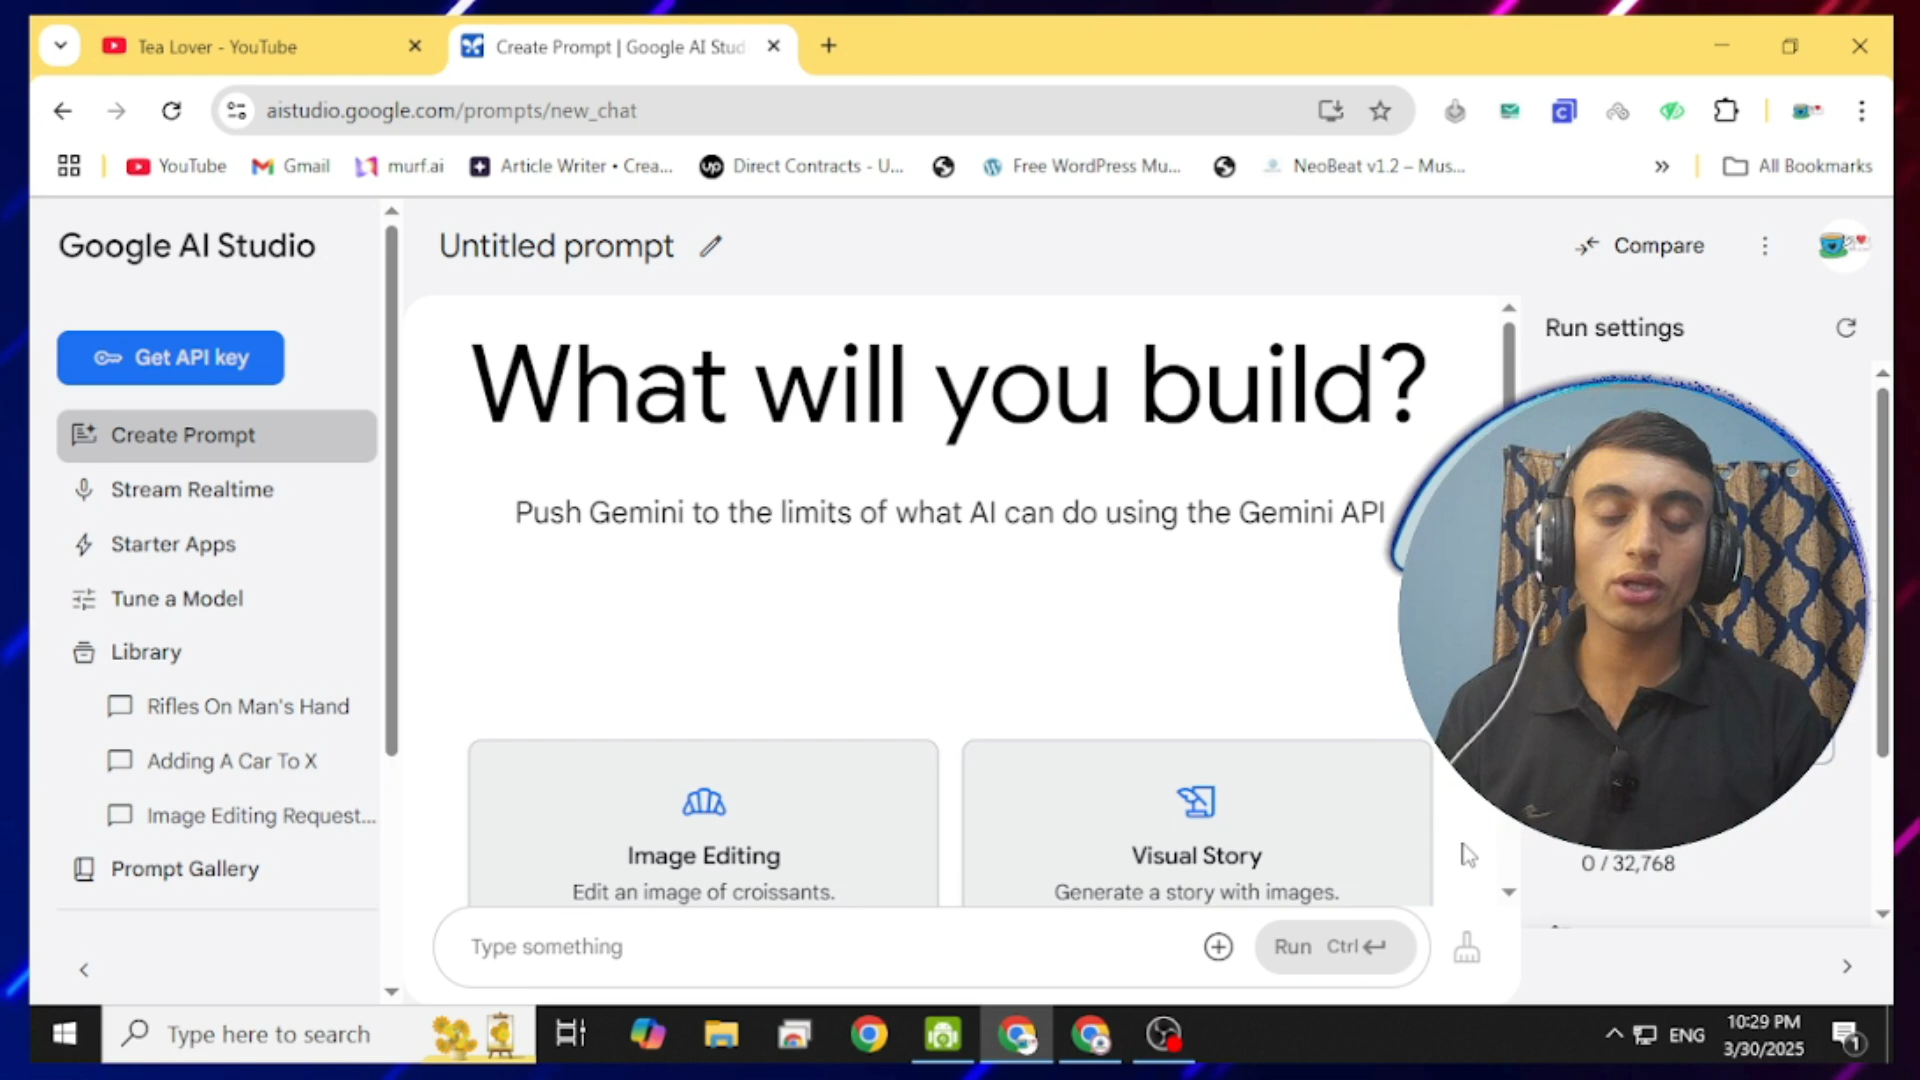 Tea Lover - YouTube
Create Prompt | Google AI Stud
aistudio.google.com/prompts/new_chat
YouTube
Gmail
murf.ai
Article Writer • Crea...
up
Direct Contracts - U...
Free WordPress Mu...
NeoBeat v1.2 – Mus...
»
All Bookmarks
Google AI Studio
Untitled prompt
Compare
Get API key
Run settings
What will you build?
Push Gemini to the limits of what AI can do using the Gemini API
Create Prompt
Stream Realtime
Starter Apps
Tune a Model
Library
Rifles On Man's Hand
Adding A Car To X
Image Editing Request...
Prompt Gallery
Image Editing
Edit an image of croissants.
Visual Story
Generate a story with images.
0 / 32,768
Type something
Run Ctrl
Type here to search
ENG
10:29 PM
3/30/2025
1